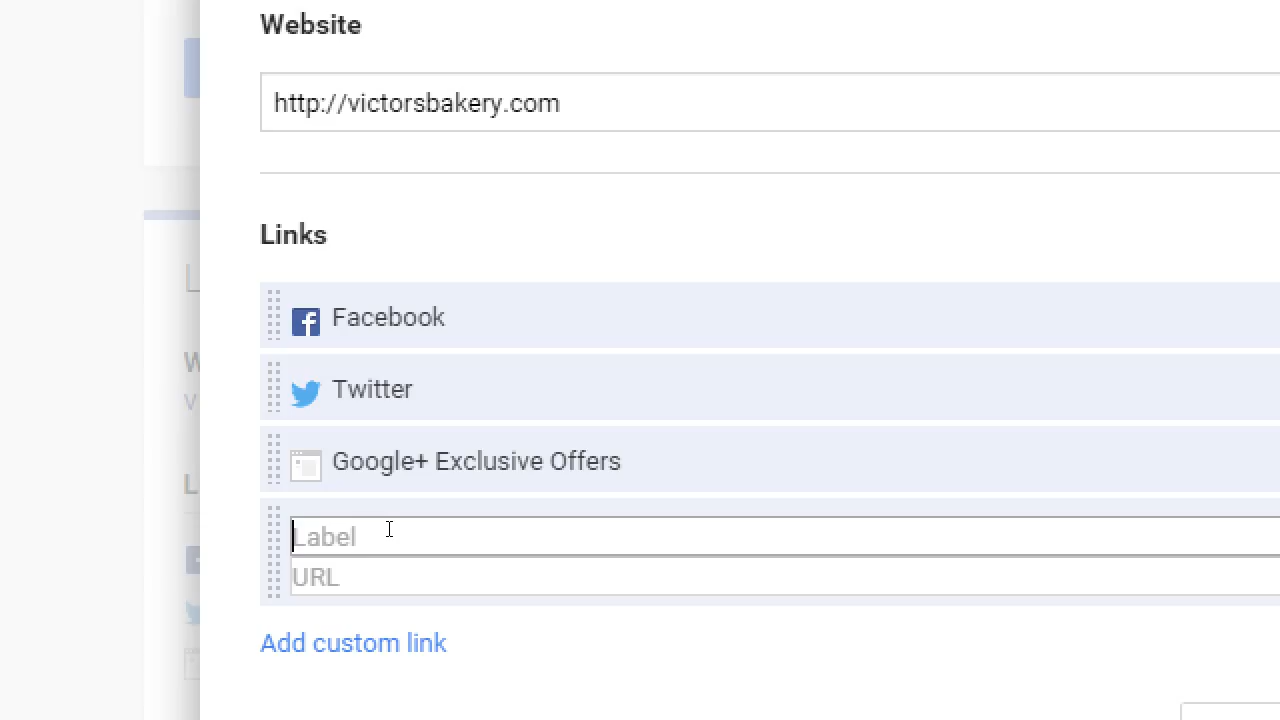 Website
http://victorsbakery.com
Links
Facebook
Twitter
Google+ Exclusive Offers
Label
URL
Add custom link